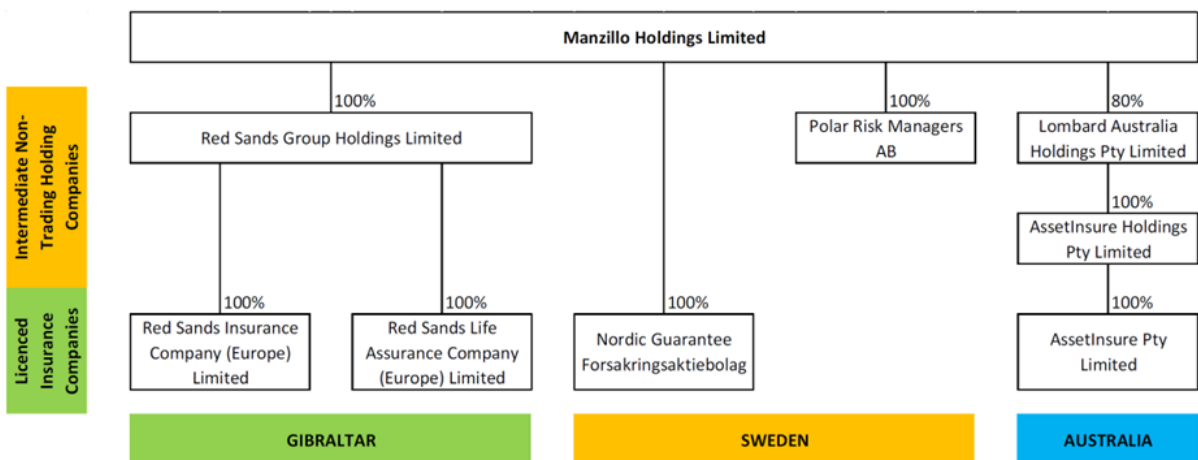 Manzillo Holdings Limited
100%
100%
80%
Red Sands Group Holdings Limited
Polar Risk Managers
AB
Lombard Australia
Holdings Pty Limited
100%
AssetInsure Holdings
Pty Limited
Intermediate Non-
Trading Holding
Companies
100%
100%
100%
100%
Red Sands Insurance
Company (Europe)
Limited
Red Sands Life
Assurance Company
(Europe) Limited
Nordic Guarantee
Forsakringsaktiebolag
AssetInsure Pty
Limited
Licenced
Insurance
Companies
GIBRALTAR
SWEDEN
AUSTRALIA